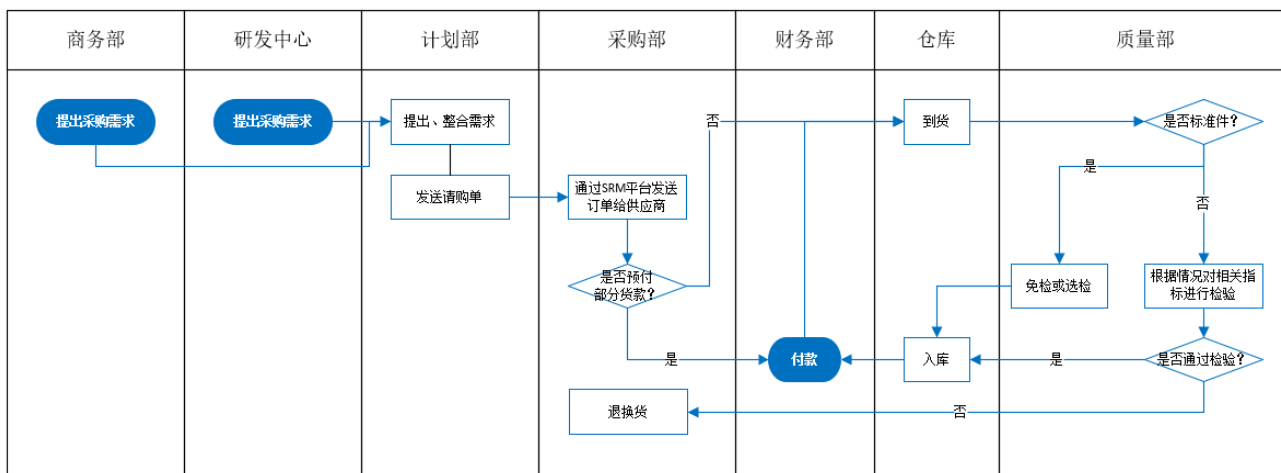 商务部
研发中心
计划部
采购部
财务部
仓库
质量部
提出采购需求
提出采购需求
提出、整合需求
否
到货
是否标准件？
是
发送请购单
通过SRM平台发送
订单给供应商
否
是否预付
部分货款？
免检或选检
根据情况对相关指
标进行检验
是
付款
入库
是
是否通过检验？
退换货
否